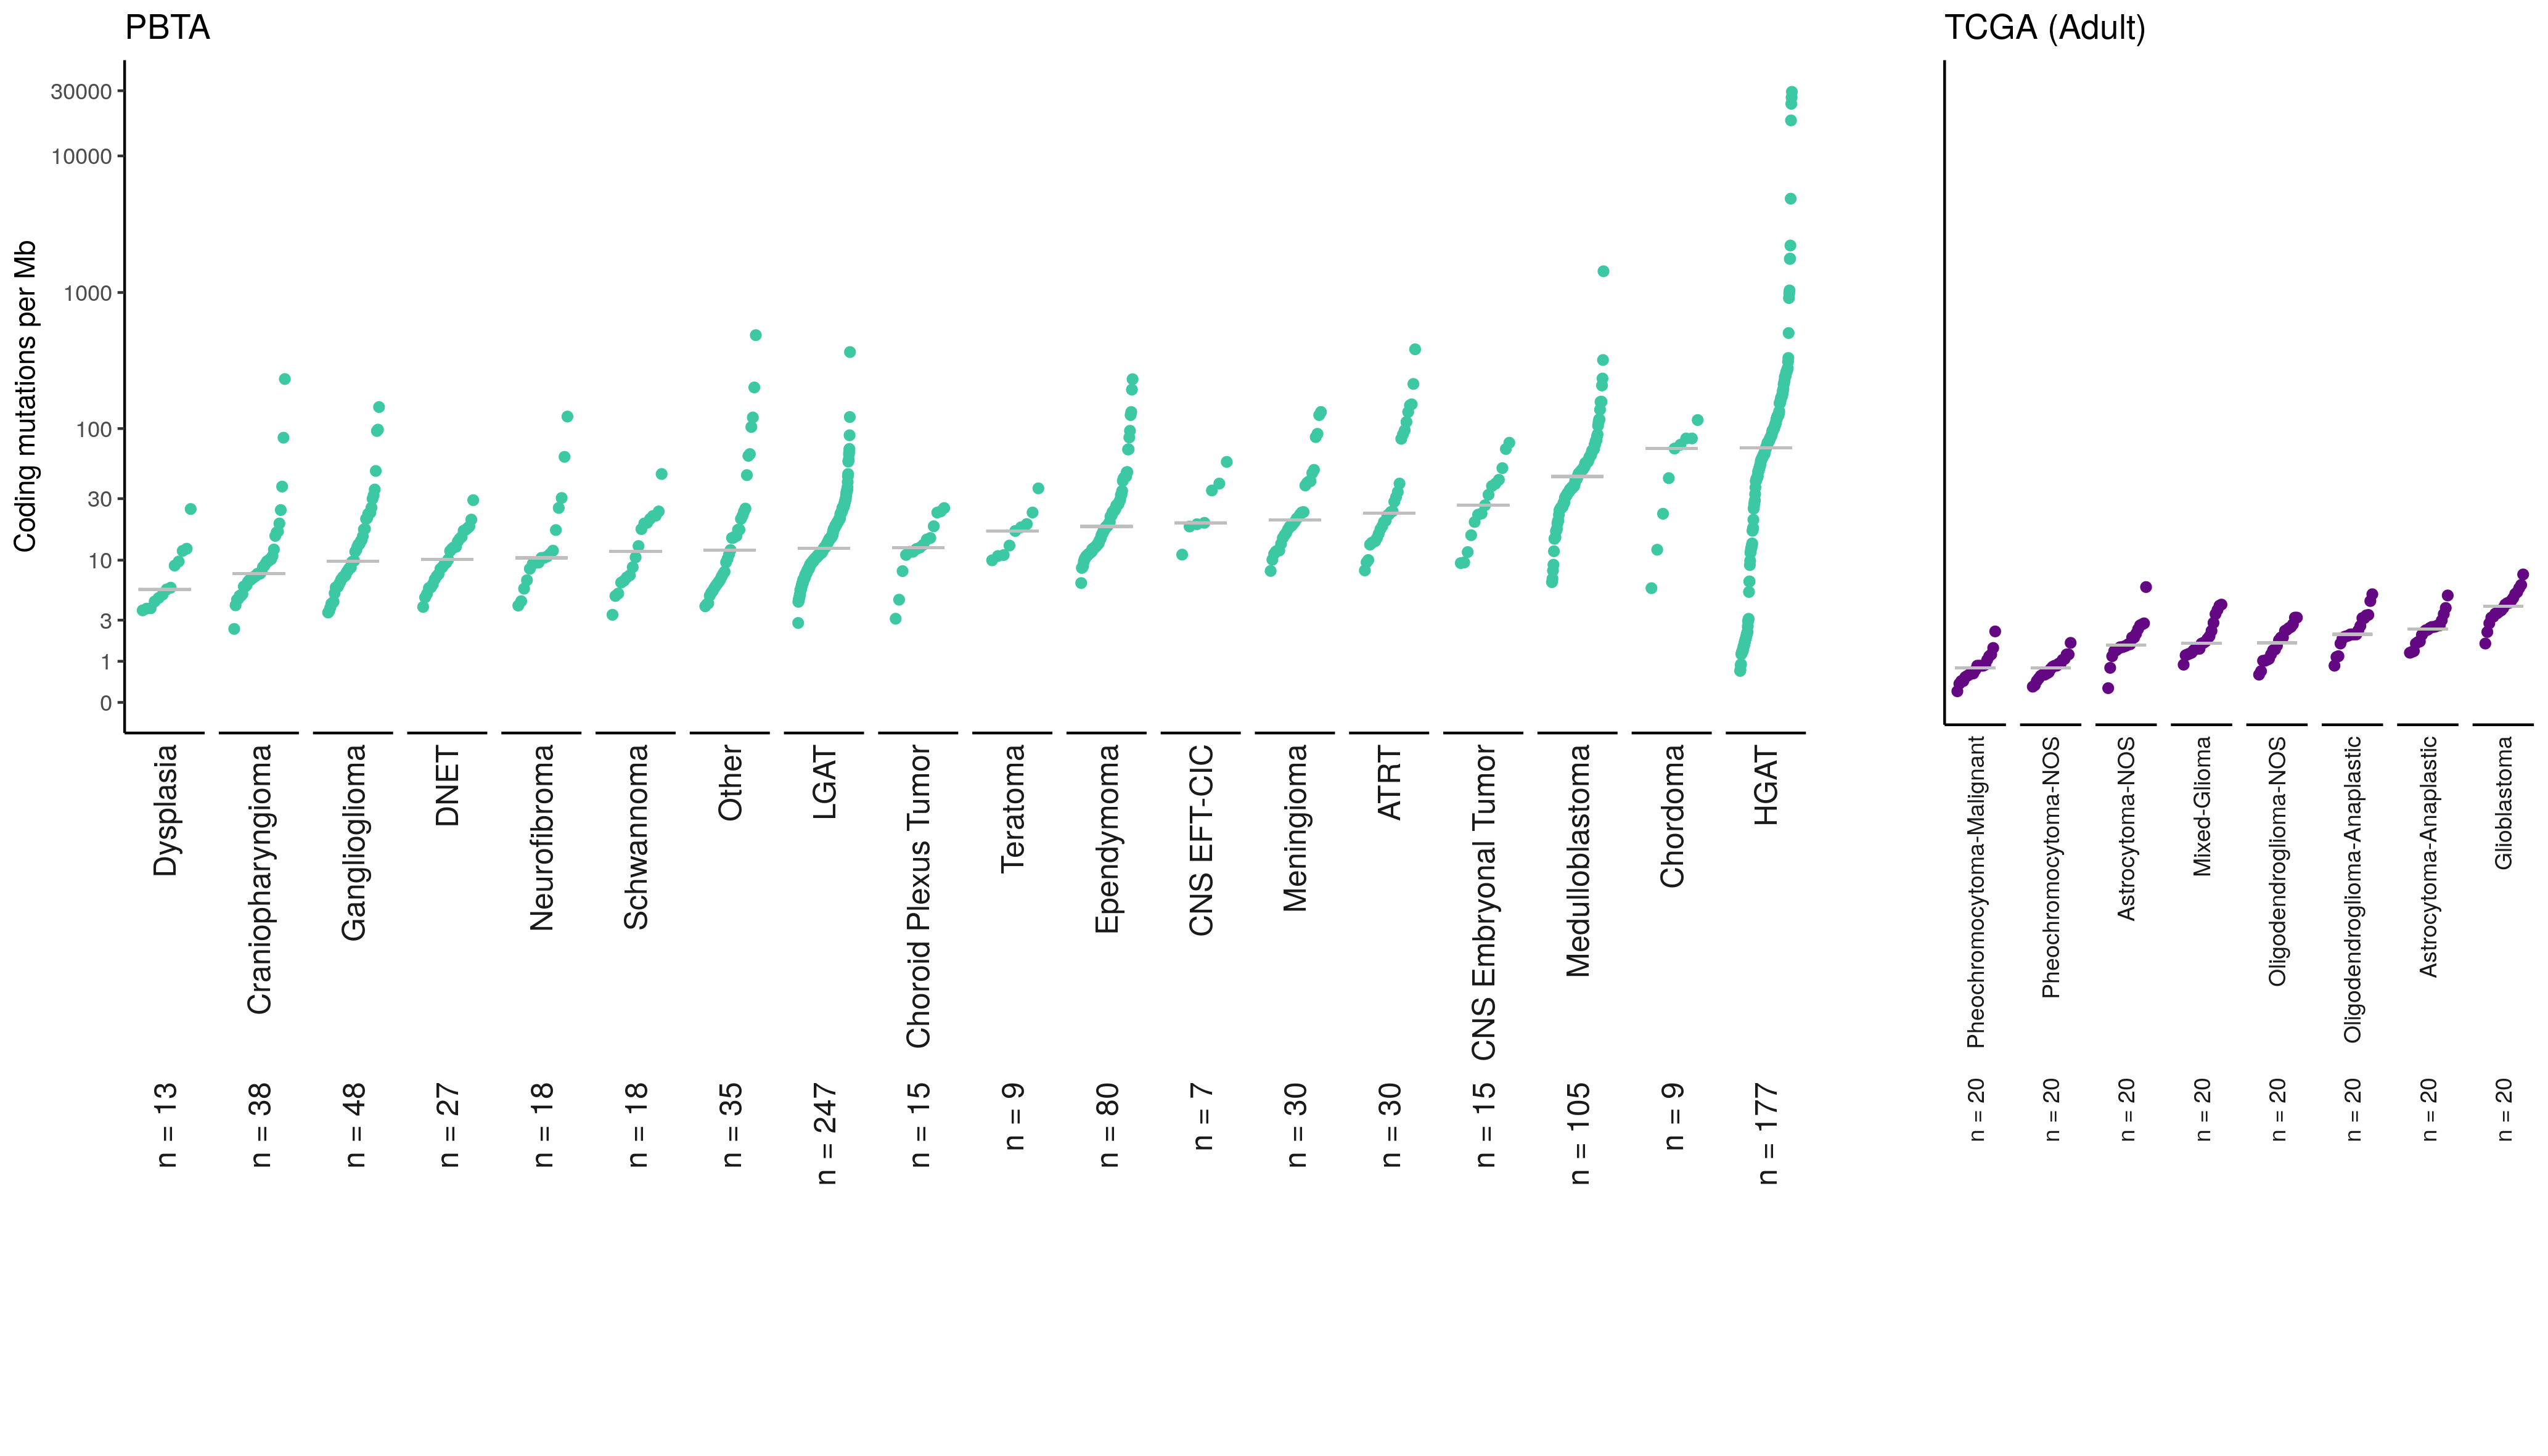 PBTA
TCGA (Adult)
Coding mutations per Mb
30000
10000
1000
100
30
10
3
1
0
Dysplasia
Craniopharyngioma
Ganglioglioma
DNET
Neurofibroma
Schwannoma
Other
LGAT
Choroid Plexus Tumor
Teratoma
Ependymoma
CNS EFT-CIC
Meningioma
ATRT
CNS Embryonal Tumor
Medulloblastoma
Chordoma
HGAT
Pheochromocytoma-Malignant
Pheochromocytoma-NOS
Astrocytoma-NOS
Mixed-Glioma
Oligodendroglioma-NOS
Oligodendroglioma-Anaplastic
Astrocytoma-Anaplastic
Glioblastoma
n = 13
n = 38
n = 48
n = 27
n = 18
n = 18
n = 35
n = 247
n = 15
n = 9
n = 80
n = 7
n = 30
n = 30
n = 15
n = 105
n = 9
n = 177
n = 20
n = 20
n = 20
n = 20
n = 20
n = 20
n = 20
n = 20